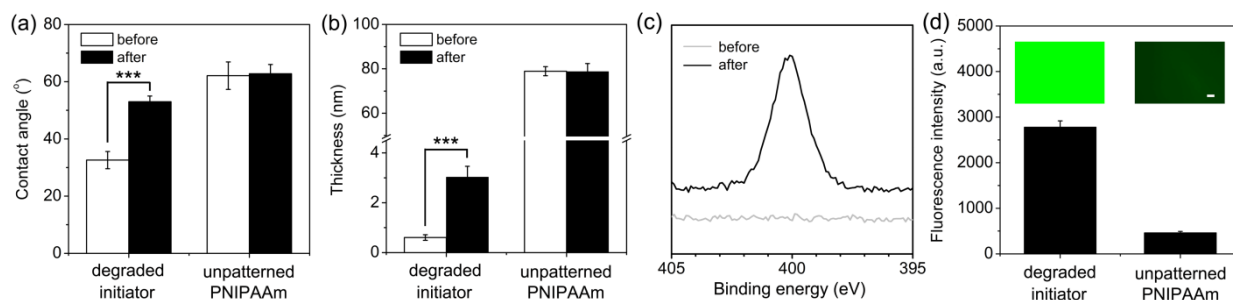 (a)
80
60
40
20
0
Contact angle (°)
before
after
***
degraded
initiator
unpatterned
PNIPAAm
(b)
100
80
60
4
2
0
Thickness (nm)
before
after
***
degraded
initiator
unpatterned
PNIPAAm
(c)
before
after
405
400
395
Binding energy (eV)
(d)
5000
4000
3000
2000
1000
0
Fluorescence intensity (a.u.)
degraded
initiator
unpatterned
PNIPAAm